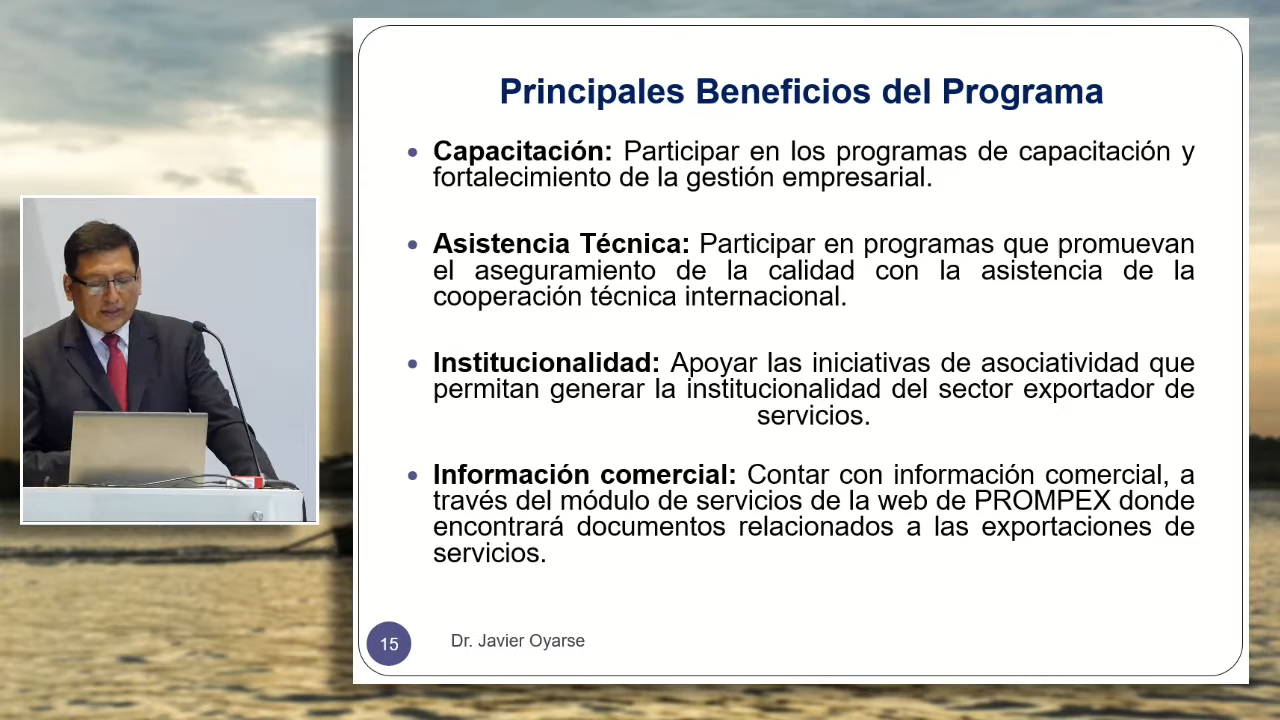 Principales Beneficios del Programa
• Capacitación: Participar en los programas de capacitación y
fortalecimiento de la gestión empresarial.
• Asistencia Técnica: Participar en programas que promuevan
el aseguramiento de la calidad con la asistencia de la
cooperación técnica internacional.
• Institucionalidad: Apoyar las iniciativas de asociatividad que
permitan generar la institucionalidad del sector exportador de
servicios.
• Información comercial: Contar con información comercial, a
través del módulo de servicios de la web de PROMPEX donde
encontrará documentos relacionados a las exportaciones de
servicios.
15
Dr. Javier Oyarse